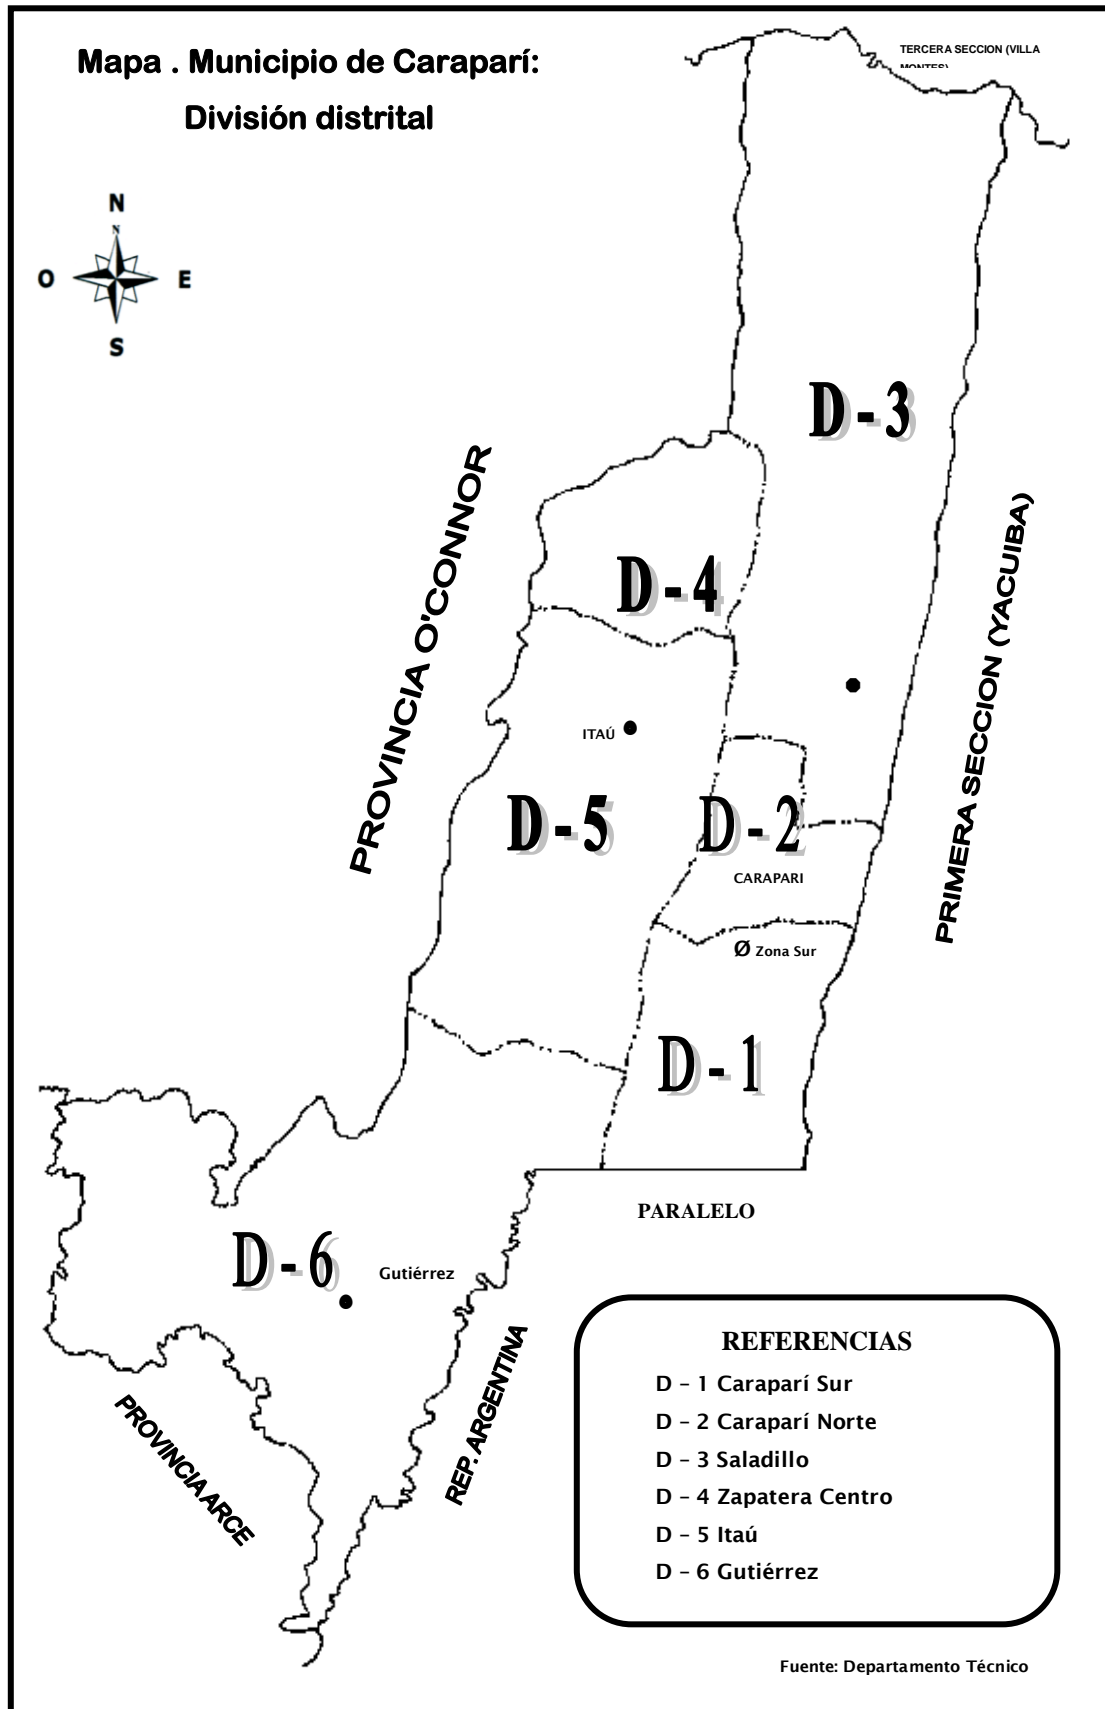 Mapa . Municipio de Caraparí:
División distrital
TERCERA SECCION (VILLA
MONTES)
N
N
O
E
S
D - 3
PROVINCIA O'CONNOR
D - 4
PRIMERA SECCION (YACUIBA)
ITAÚ
D - 5
D - 2
CARAPARI
Ø Zona Sur
D - 1
PARALELO
D - 6
Gutiérrez
REP. ARGENTINA
PROVINCIA ARCE
REFERENCIAS
D – 1 Caraparí Sur
D – 2 Caraparí Norte
D – 3 Saladillo
D – 4 Zapatera Centro
D – 5 Itaú
D – 6 Gutiérrez
Fuente: Departamento Técnico